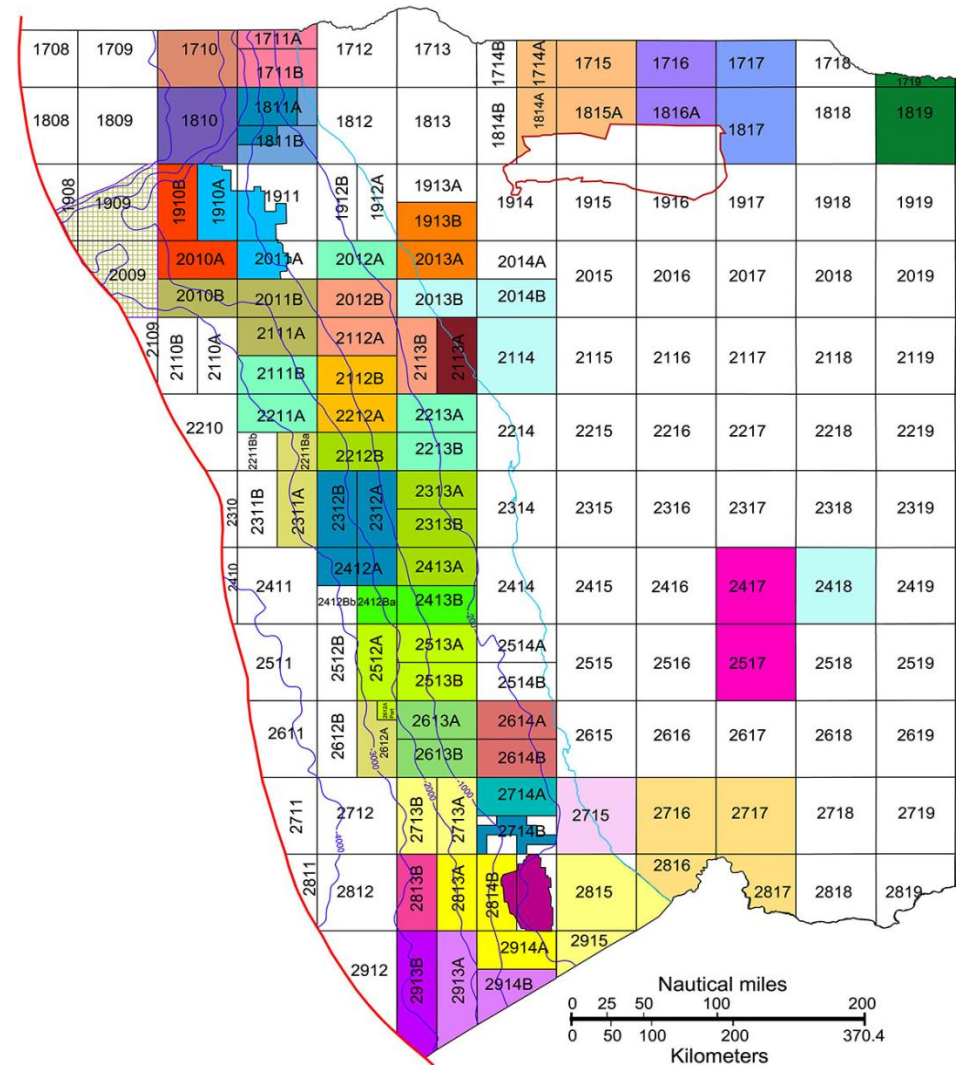 1708 1709 1710 1711A 1712 1713 1714B 1714A 1715 1716 1717 1718
1711B 1719
1808 1809 1810 1811A 1812 1813 1814B 1814A 1815A 1816A 1817 1818 1819
1811B
1908 1909 1910B 1910A 1911 1912B 1912A 1913A 1914 1915 1916 1917 1918 1919
1913B
2009 2010A 2011A 2012A 2013A 2014A 2015 2016 2017 2018 2019
2010B 2011B 2012B 2013B 2014B
2109 2110B 2110A 2111A 2112A 2113B 2113A 2114 2115 2116 2117 2118 2119
2111B 2112B
2210 2211A 2212A 2213A 2214 2215 2216 2217 2218 2219
2211Bb 2211Ba 2212B 2213B
2310 2311B 2311A 2312B 2312A 2313A 2314 2315 2316 2317 2318 2319
2313B
2410 2411 2412A 2413A 2414 2415 2416 2417 2418 2419
2412Bb 2412Ba 2413B -200
2511 2512B 2512A 2513A 2514A 2515 2516 2517 2518 2519
2513B 2514B
2611 2612B 2612A Part 2613A 2614A 2615 2616 2617 2618 2619
2612A 2613B 2614B
-3000
2711 2712 2713B 2713A 2714A 2715 2716 2717 2718 2719
-4000 -2000 -1000 2714B
2811 2812 2813B 2813A 2814B 2815 2816 2817 2818 2819
2912 2913B 2913A 2914A 2915
2914B
Nautical miles
0 25 50 100 200
0 50 100 200 370.4
Kilometers